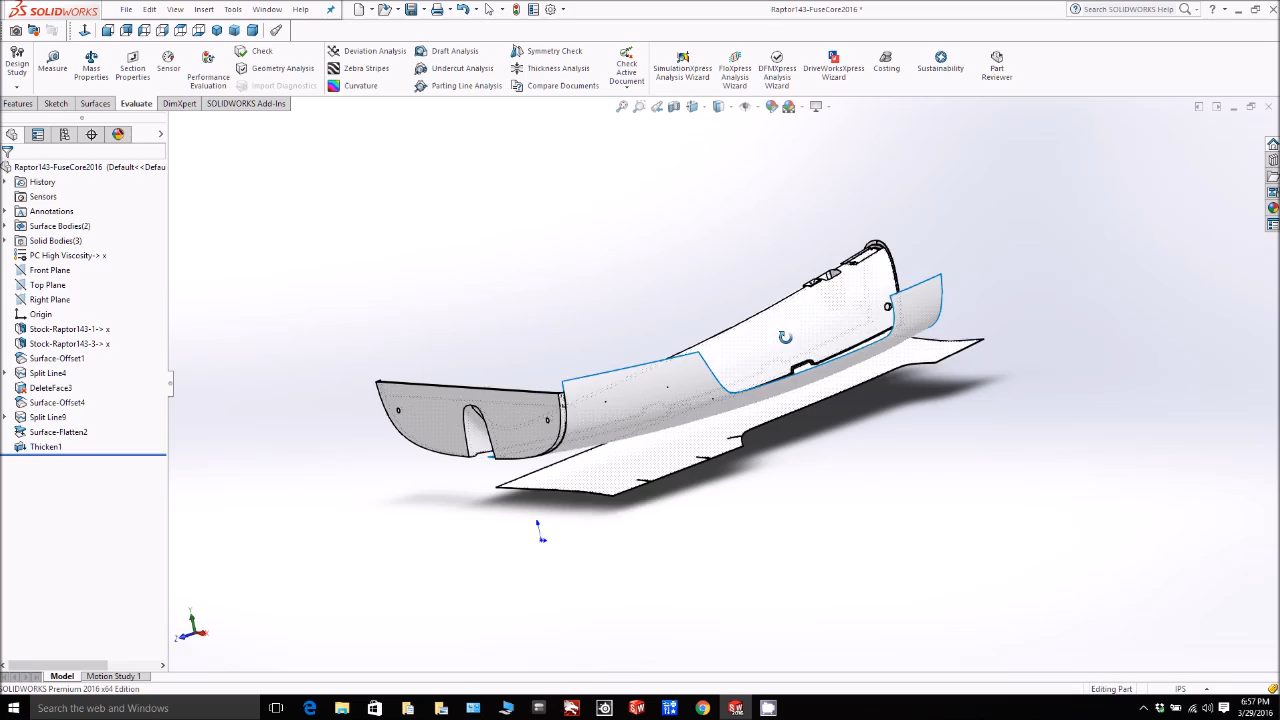 SOLIDWORKS File Edit View Insert Tools Window Help Raptor143-FuseCore2016 * Search SOLIDWORKS Help
Design Study
Measure
Mass Properties
Section Properties
Sensor
Performance Evaluation
Check
Geometry Analysis
Import Diagnostics
Deviation Analysis
Zebra Stripes
Curvature
Draft Analysis
Undercut Analysis
Parting Line Analysis
Symmetry Check
Thickness Analysis
Compare Documents
Check Active Document
SimulationXpress Analysis Wizard
FloXpress Analysis Wizard
DFMXpress Analysis Wizard
DriveWorksXpress Wizard
Costing
Sustainability
Part Reviewer
Features Sketch Surfaces Evaluate DimXpert SOLIDWORKS Add-Ins
Raptor143-FuseCore2016 (Default<<Defau
History
Sensors
Annotations
Surface Bodies(2)
Solid Bodies(3)
PC High Viscosity-> x
Front Plane
Top Plane
Right Plane
Origin
Stock-Raptor143-1-> x
Stock-Raptor143-3-> x
Surface-Offset1
Split Line4
DeleteFace3
Surface-Offset4
Split Line9
Surface-Flatten2
Thicken1
Y
Z
X
Model Motion Study 1
SOLIDWORKS Premium 2016 x64 Edition Editing Part IPS
Search the web and Windows
6:57 PM
3/29/2016